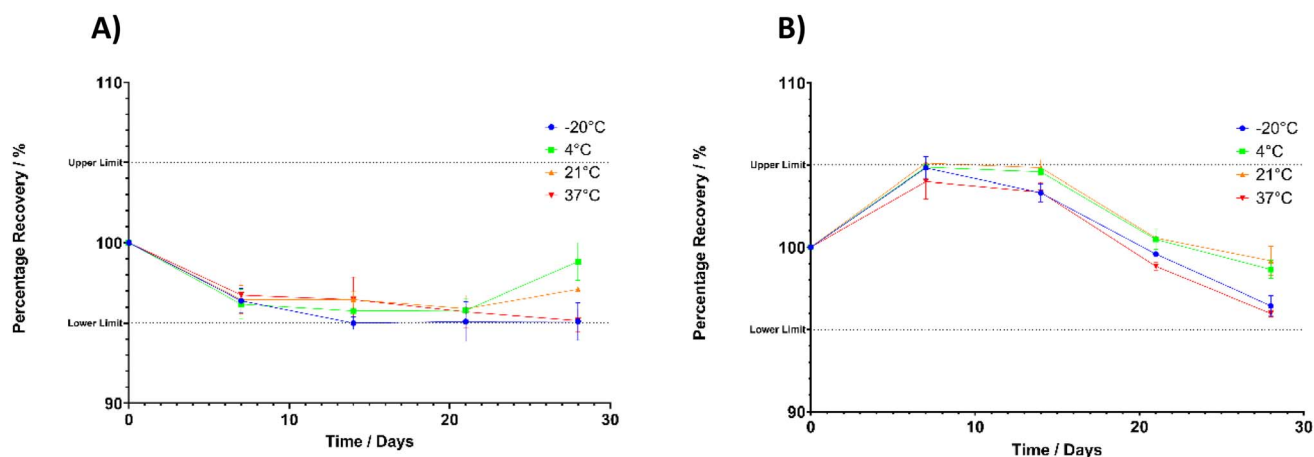 A)
110
-20°C
4°C
21°C
37°C
Upper Limit
100
Lower Limit
90
0
10
20
30
Percentage Recovery / %
Time / Days
B)
110
-20°C
4°C
21°C
37°C
Upper Limit
100
Lower Limit
90
0
10
20
30
Percentage Recovery / %
Time / Days